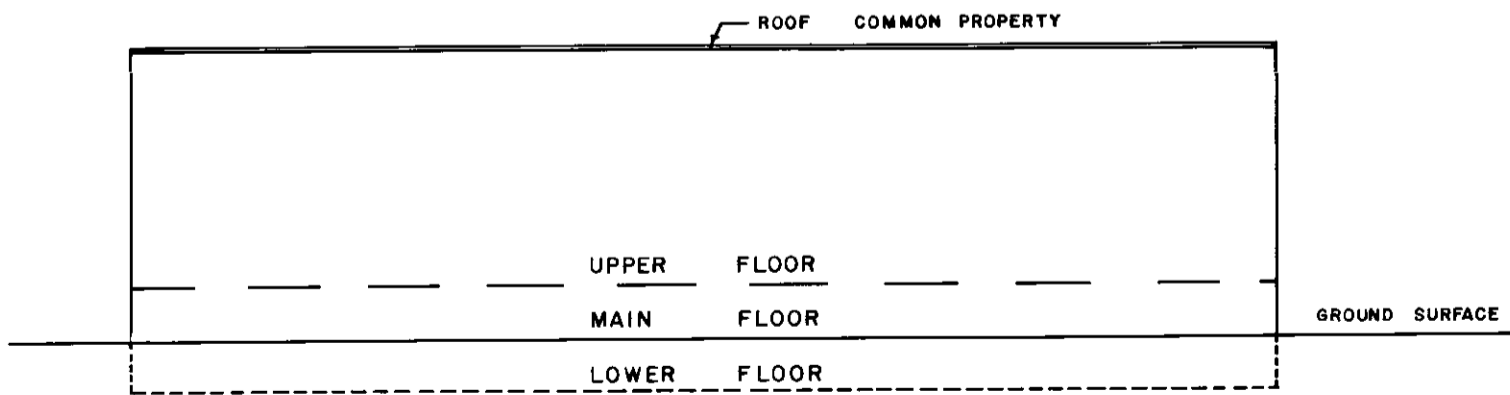 ROOF COMMON PROPERTY
UPPER FLOOR
MAIN FLOOR
GROUND SURFACE
LOWER FLOOR